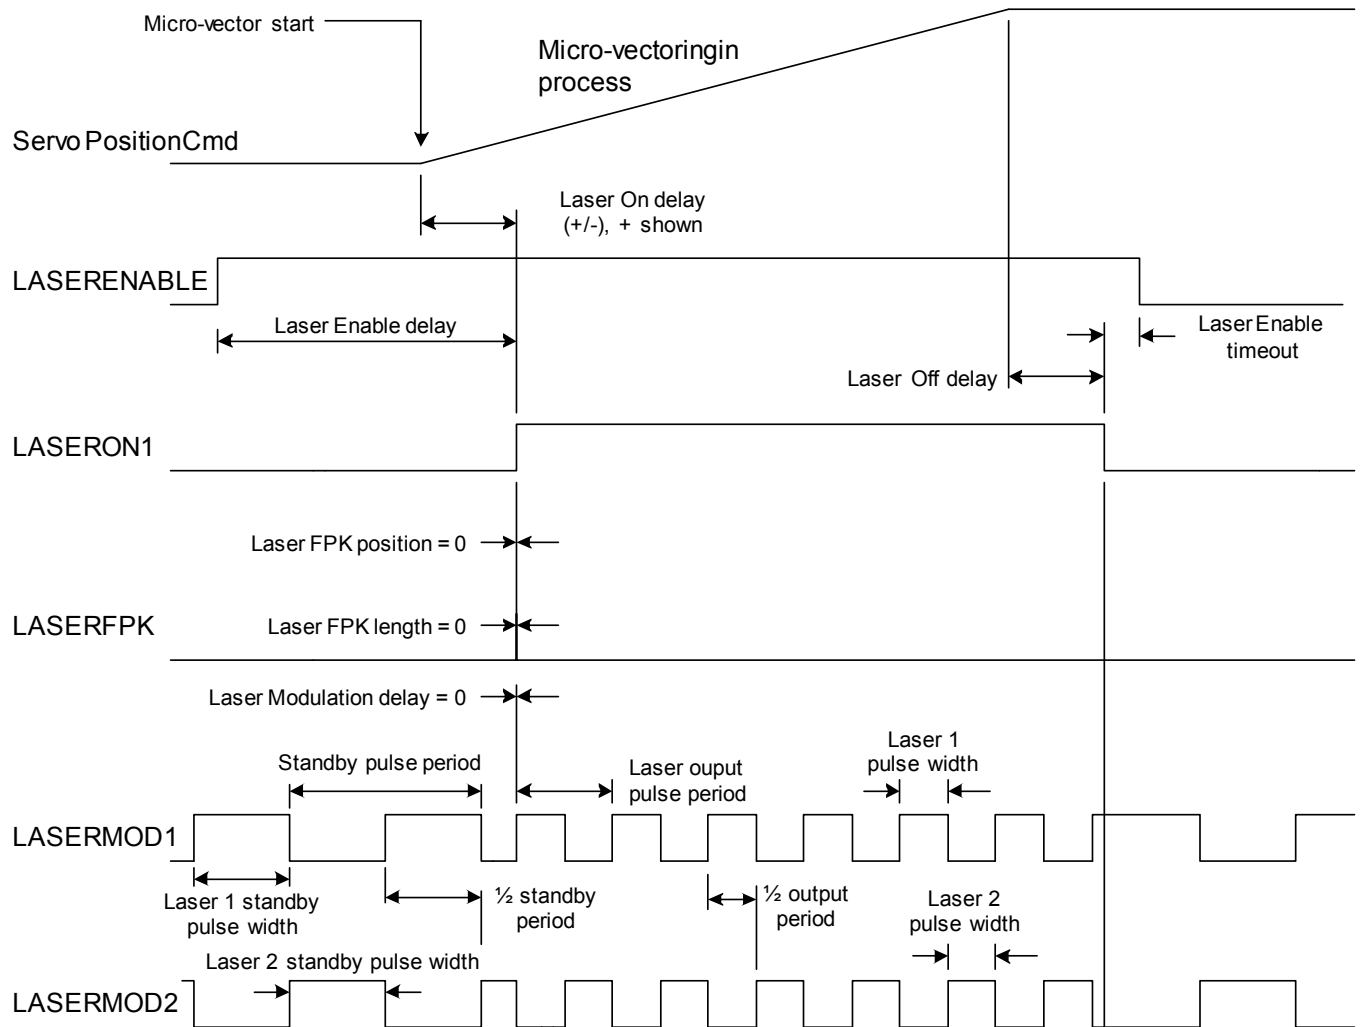 Micro-vector start
Micro-vectoringin
process
Servo PositionCmd
Laser On delay
(+/-), + shown
LASERENABLE
Laser Enable delay
Laser Enable
timeout
Laser Off delay
LASERON1
Laser FPK position = 0
LASERFPK
Laser FPK length = 0
Laser Modulation delay = 0
Standby pulse period
Laser ouput
pulse period
Laser 1
pulse width
LASERMOD1
Laser 1 standby
pulse width
½ standby
period
½ output
period
Laser 2
pulse width
Laser 2 standby pulse width
LASERMOD2